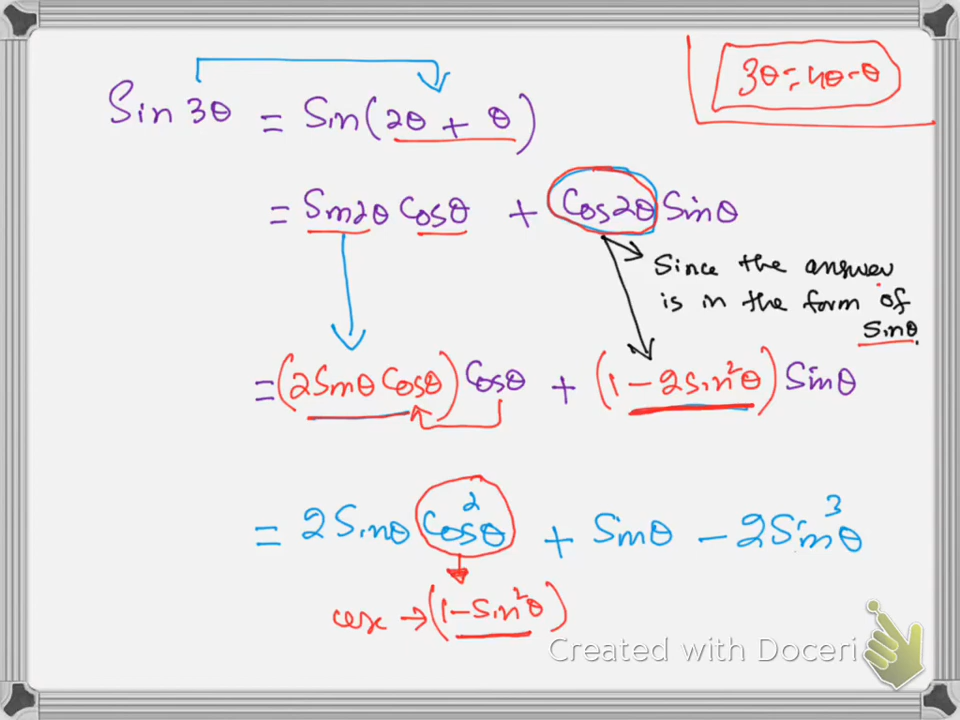 3θ = 4θ - θ
Sin 3θ = Sin(2θ + θ)
= Sin2θ Cosθ + Cos2θ Sinθ
Since the answer
is in the form of
Sinθ.
= (2Sinθ Cosθ) Cosθ + (1 - 2sin²θ) Sinθ
= 2Sinθ Cos²θ + Sinθ - 2Sin³θ
use → (1 - Sin²θ)
Created with Doceri